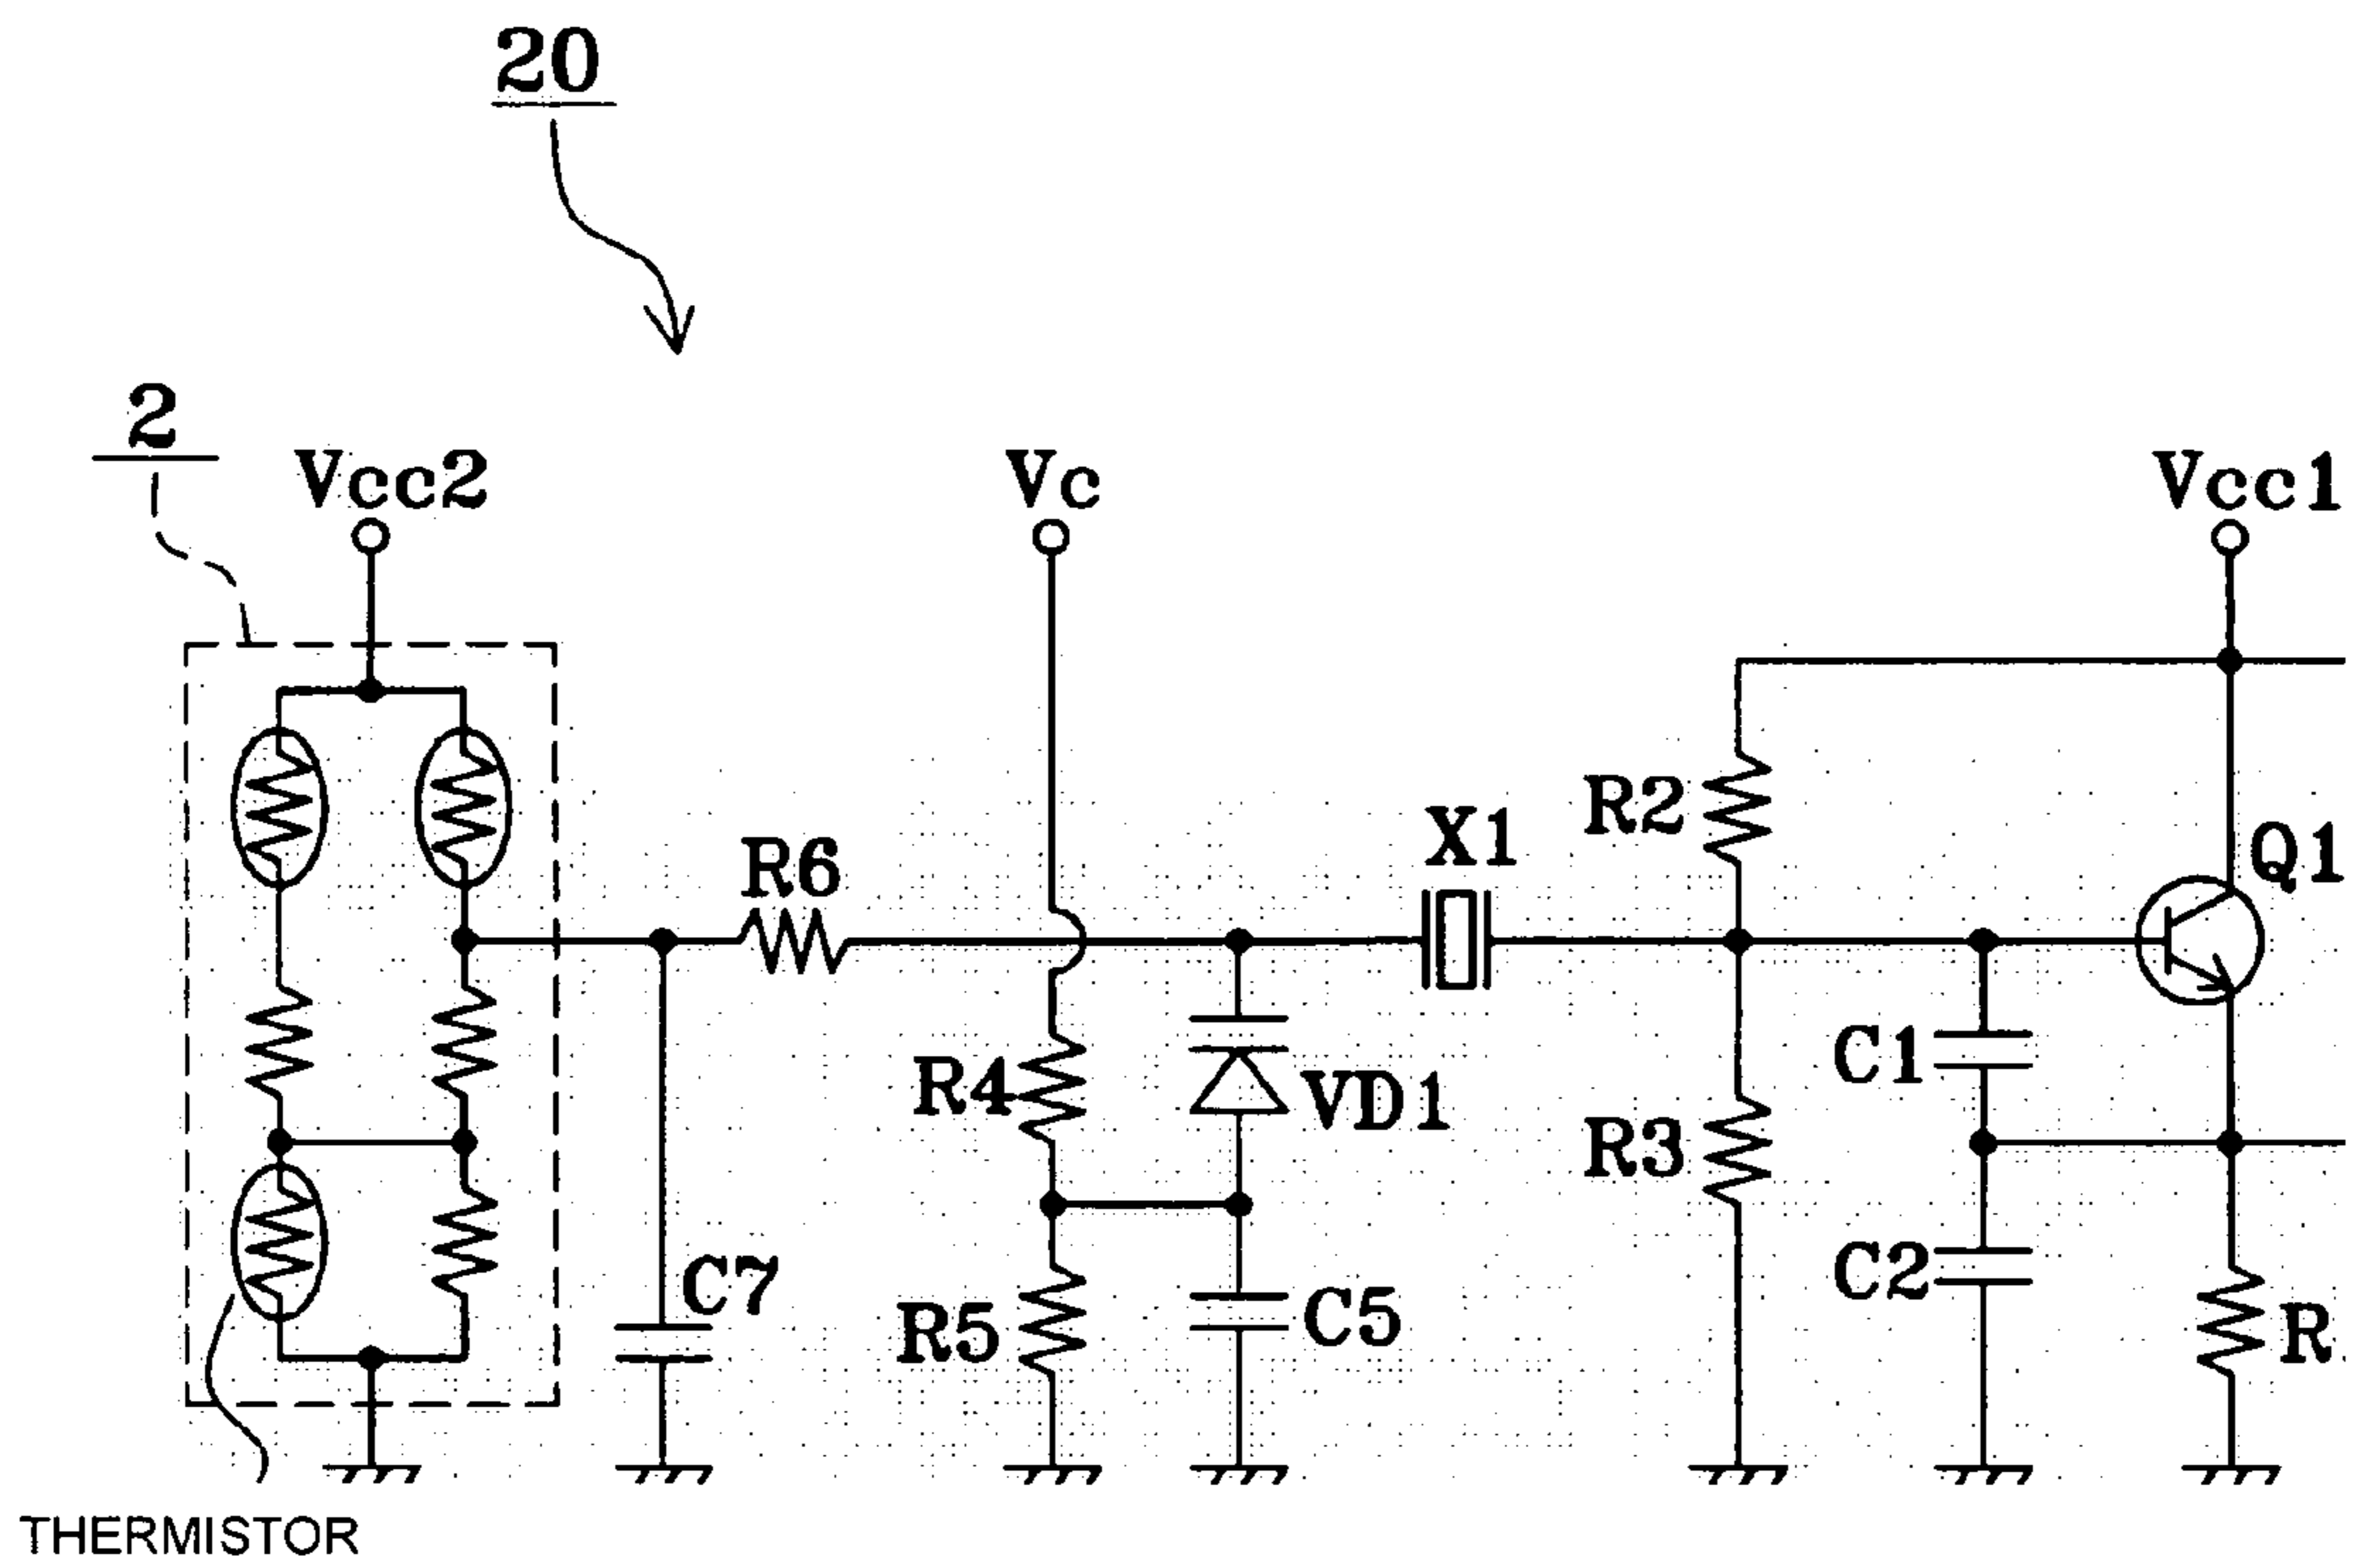 20
2
Vcc2
Vc
Vcc1
R6
X1
R2
Q1
R4
VD1
C1
R3
C7
R5
C5
C2
R
THERMISTOR